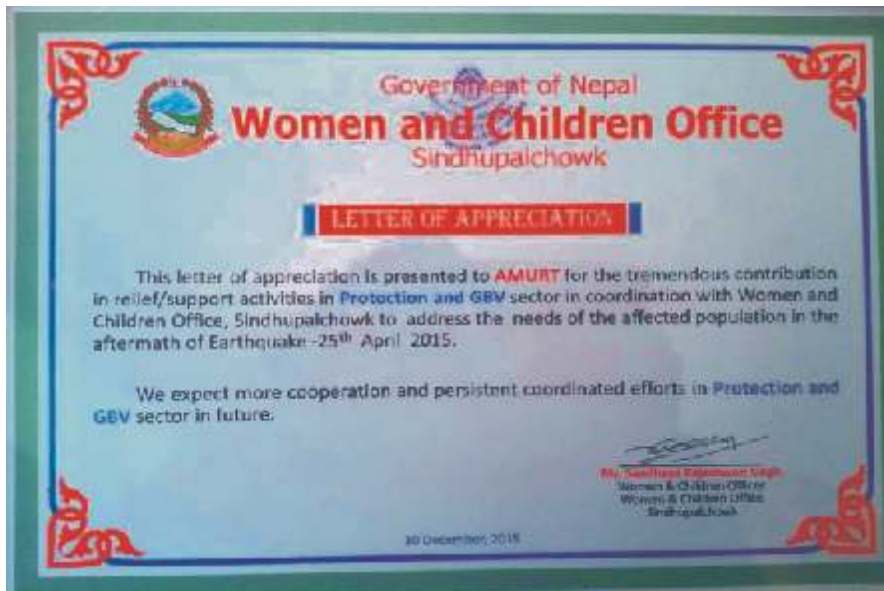 Government of Nepal
Women and Children Office
Sindhupalchowk
LETTER OF APPRECIATION
This letter of appreciation is presented to AMURT for the tremendous contribution
in relief/support activities in Protection and GBV sector in coordination with Women and
Children Office, Sindhupalchowk to address the needs of the affected population in the
aftermath of Earthquake -25th April 2015.
We expect more cooperation and persistent coordinated efforts in Protection and
GBV sector in future.
Singh
Women & Children Officer
Women & Children Office
Sindhupalchowk
30 December, 2015